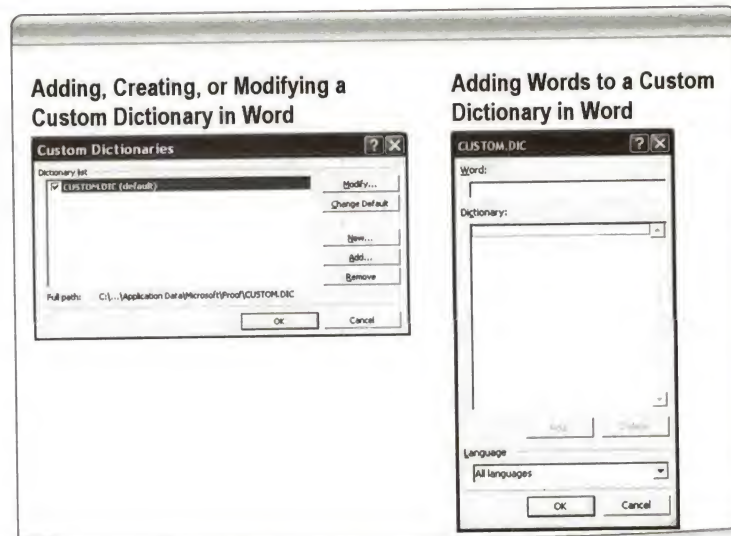 Adding, Creating, or Modifying a
Custom Dictionary in Word
Custom Dictionaries
Dictionary list
CUSTOM.DIC (default)
Modify...
Change Default
New...
Add...
Remove
Full path: C:\...\Application Data\Microsoft\Proof\CUSTOM.DIC
OK Cancel
Adding Words to a Custom
Dictionary in Word
CUSTOM.DIC
Word:
Dictionary:
Add Delete
Language
All languages
OK Cancel